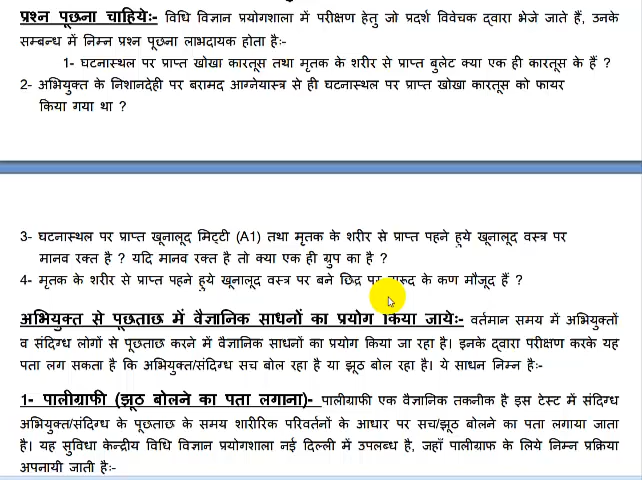 प्रश्न पूछना चाहिये:- विधि विज्ञान प्रयोगशाला में परीक्षण हेतु जो प्रदर्श विवेचक द्वारा भेजे जाते हैं, उनके
सम्बन्ध में निम्न प्रश्न पूछना लाभदायक होता है:-
1- घटनास्थल पर प्राप्त खोखा कारतूस तथा मृतक के शरीर से प्राप्त बुलेट क्या एक ही कारतूस के हैं ?
2- अभियुक्त के निशानदेही पर बरामद आग्नेयास्त्र से ही घटनास्थल पर प्राप्त खोखा कारतूस को फायर
किया गया था ?
3- घटनास्थल पर प्राप्त खूनालूद मिट्टी (A1) तथा मृतक के शरीर से प्राप्त पहने हुये खूनालूद वस्त्र पर
मानव रक्त है ? यदि मानव रक्त है तो क्या एक ही ग्रुप का है ?
4- मृतक के शरीर से प्राप्त पहने हुये खूनालूद वस्त्र पर बने छिद्र पर के कण मौजूद हैं ?
अभियुक्त से पूछताछ में वैज्ञानिक साधनों का प्रयोग किया जाये:- वर्तमान समय में अभियुक्तों
व संदिग्ध लोगों से पूछताछ करने में वैज्ञानिक साधनों का प्रयोग किया जा रहा है। इनके द्वारा परीक्षण करके यह
पता लग सकता है कि अभियुक्त/संदिग्ध सच बोल रहा है या झूठ बोल रहा है। ये साधन निम्न है:-
1- पालीग्राफी (झूठ बोलने का पता लगाना)- पालीग्राफी एक वैज्ञानिक तकनीक है इस टेस्ट में संदिग्ध
अभियुक्त/संदिग्ध के पूछताछ के समय शारीरिक परिवर्तनों के आधार पर सच/झूठ बोलने का पता लगाया जाता
है। यह सुविधा केन्द्रीय विधि विज्ञान प्रयोगशाला नई दिल्ली में उपलब्ध है, जहाँ पालीग्राफ के लिये निम्न प्रक्रिया
अपनायी जाती है:-